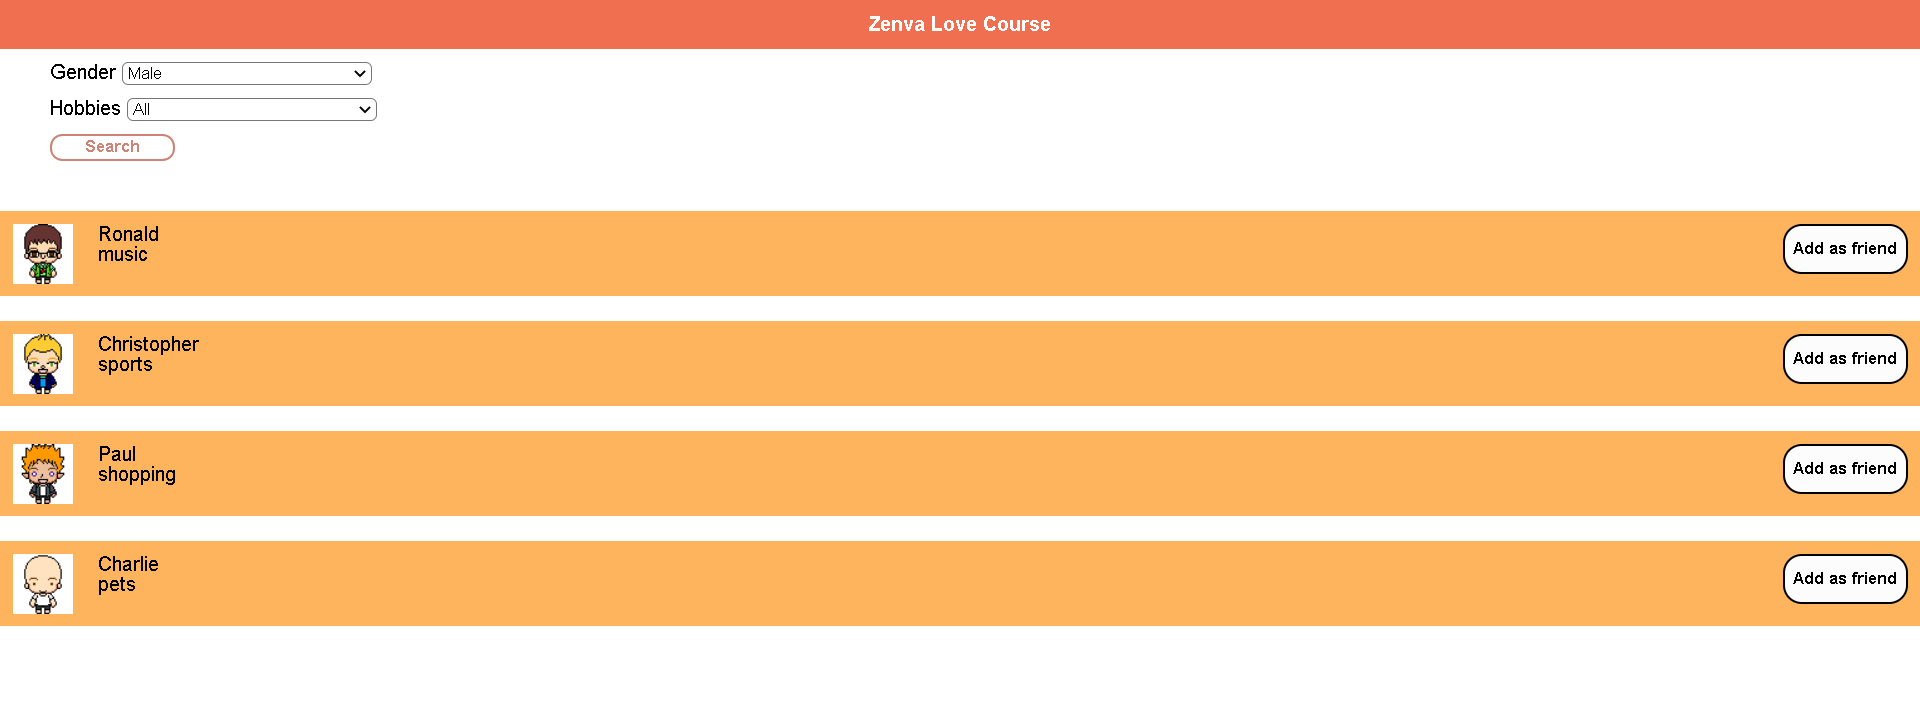 Zenva Love Course
Gender Male
Hobbies All
Search
Ronald
music
Add as friend
Christopher
sports
Add as friend
Paul
shopping
Add as friend
Charlie
pets
Add as friend